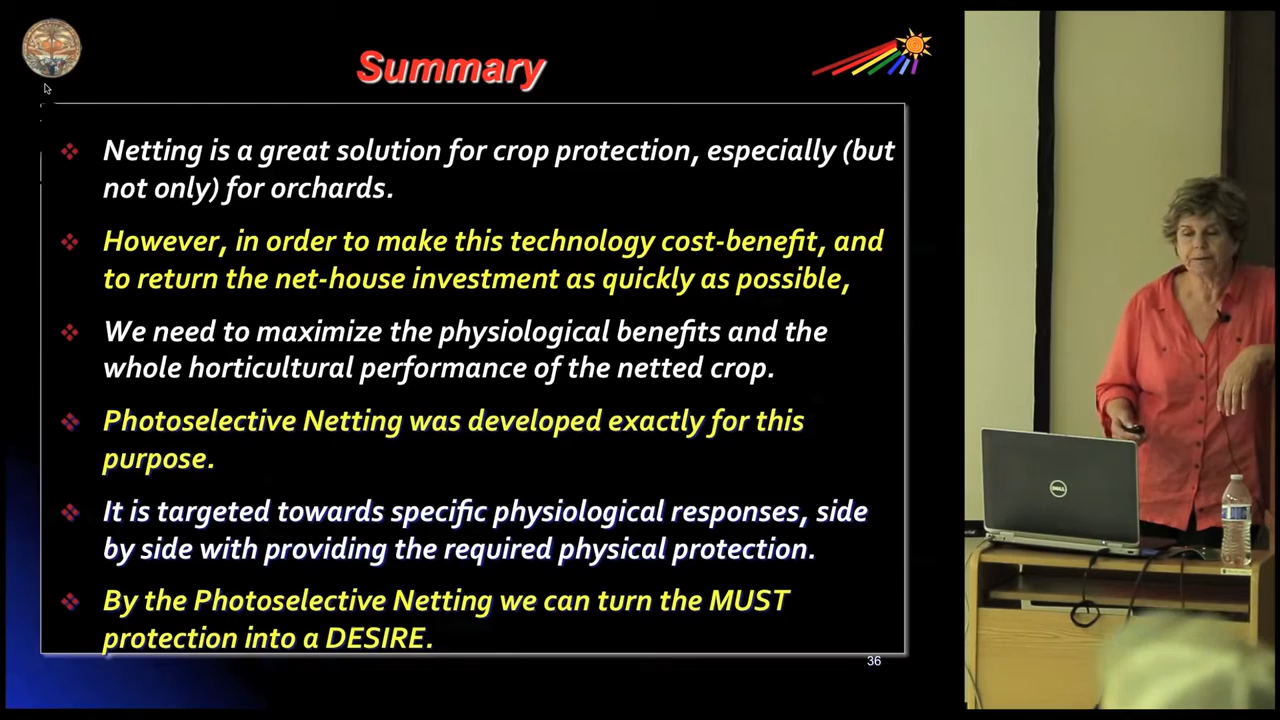 Summary
Netting is a great solution for crop protection, especially (but
not only) for orchards.
However, in order to make this technology cost-benefit, and
to return the net-house investment as quickly as possible,
We need to maximize the physiological benefits and the
whole horticultural performance of the netted crop.
Photoselective Netting was developed exactly for this
purpose.
It is targeted towards specific physiological responses, side
by side with providing the required physical protection.
By the Photoselective Netting we can turn the MUST
protection into a DESIRE.
36
DELL